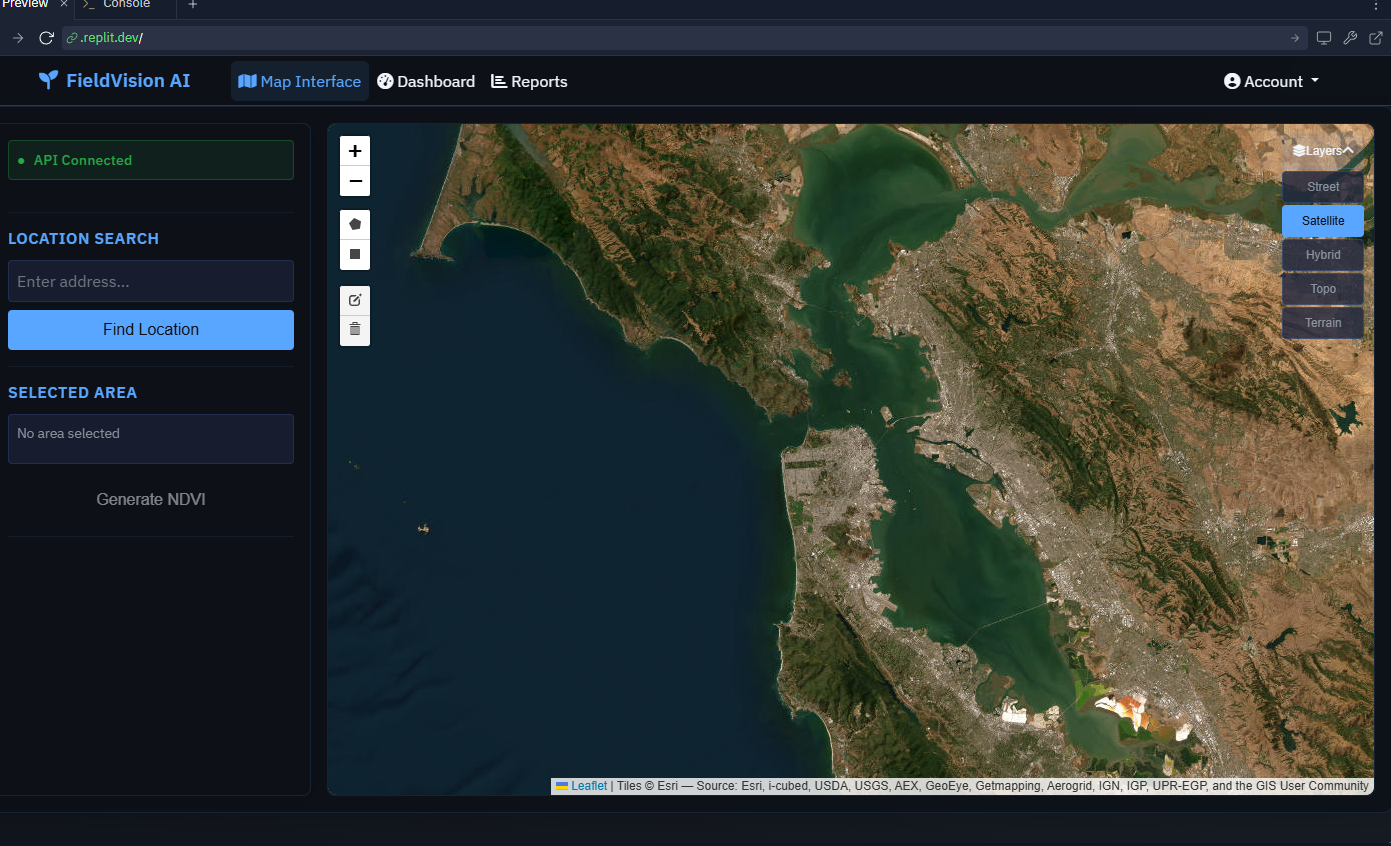 Preview × >_ Console +
.replit.dev/
FieldVision AI
Map Interface
Dashboard
Reports
Account
API Connected
LOCATION SEARCH
Enter address...
Find Location
SELECTED AREA
No area selected
Generate NDVI
+
−
Layers
Street
Satellite
Hybrid
Topo
Terrain
Leaflet | Tiles © Esri — Source: Esri, i-cubed, USDA, USGS, AEX, GeoEye, Getmapping, Aerogrid, IGN, IGP, UPR-EGP, and the GIS User Community